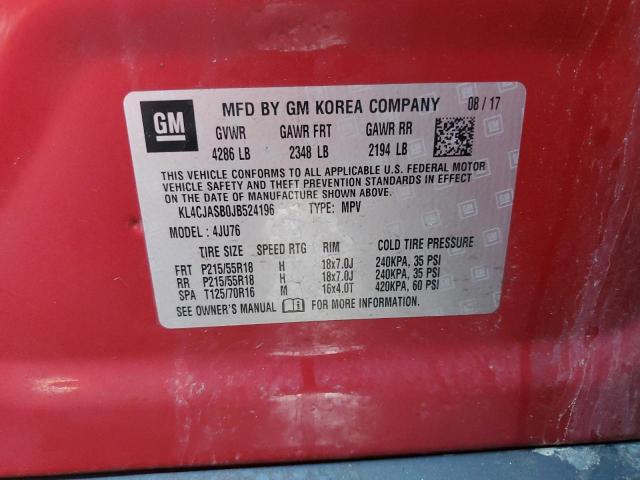 GM
MFD BY GM KOREA COMPANY 08 / 17
GVWR GAWR FRT GAWR RR
4286 LB 2348 LB 2194 LB
THIS VEHICLE CONFORMS TO ALL APPLICABLE U.S. FEDERAL MOTOR
VEHICLE SAFETY AND THEFT PREVENTION STANDARDS IN EFFECT
ON THE DATE OF MANUFACTURE SHOWN ABOVE.
KL4CJASB0JB524196 TYPE: MPV
MODEL : 4JU76
TIRE SIZE SPEED RTG RIM COLD TIRE PRESSURE
FRT P215/55R18 H 18x7.0J 240KPA, 35 PSI
RR P215/55R18 H 18x7.0J 240KPA, 35 PSI
SPA T125/70R16 M 16x4.0T 420KPA, 60 PSI
SEE OWNER'S MANUAL FOR MORE INFORMATION.